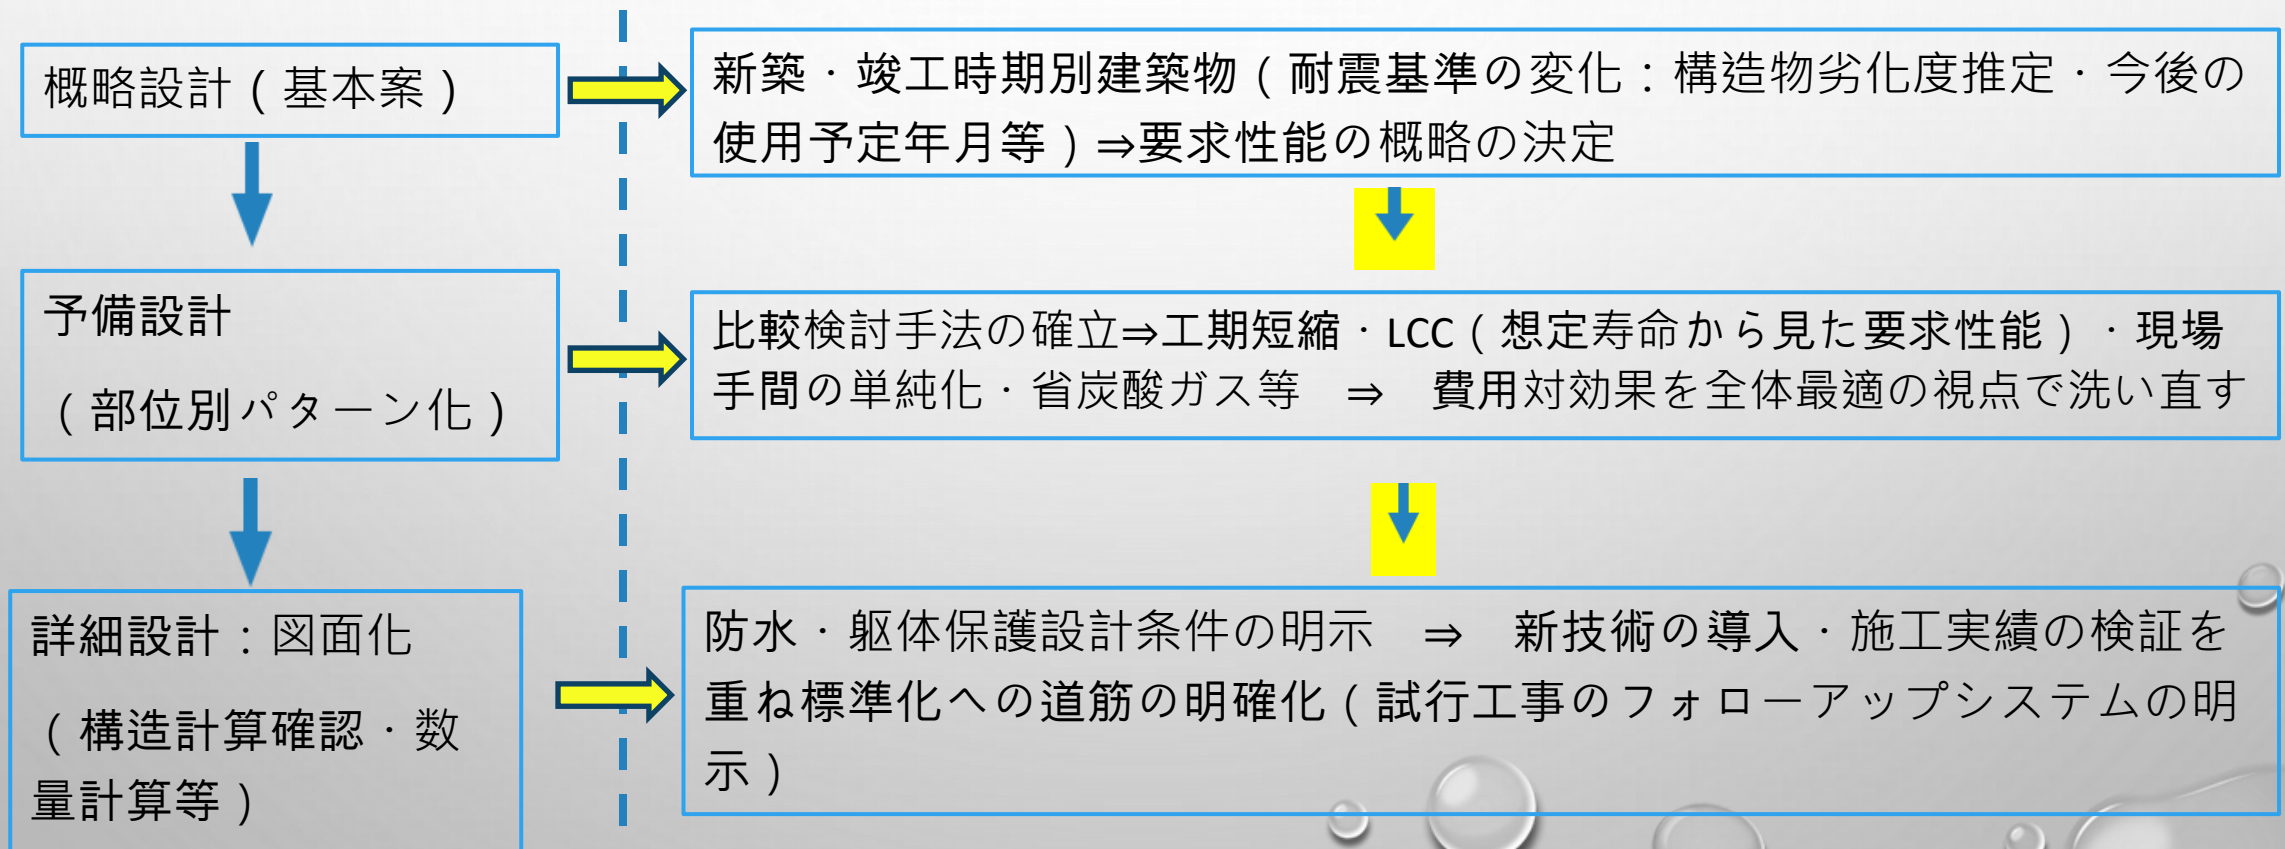 概略設計(基本案)
新築・竣工時期別建築物(耐震基準の変化:構造物劣化度推定・今後の
使用予定年月等)⇒要求性能の概略の決定
予備設計
(部位別パターン化)
比較検討手法の確立⇒工期短縮・LCC(想定寿命から見た要求性能)・現場
手間の単純化・省炭酸ガス等 ⇒ 費用対効果を全体最適の視点で洗い直す
詳細設計:図面化
(構造計算確認・数
量計算等)
防水・躯体保護設計条件の明示 ⇒ 新技術の導入・施工実績の検証を
重ね標準化への道筋の明確化(試行工事のフォローアップシステムの明
示)